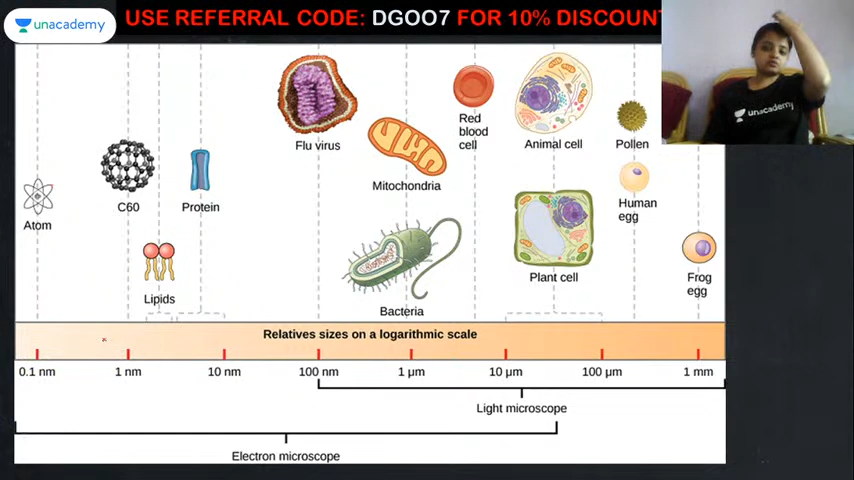 unacademy
USE REFERRAL CODE: DGOO7 FOR 10% DISCOUNT
unacademy
Flu virus
Red
blood
cell
Animal cell
Pollen
Mitochondria
Atom
C60
Protein
Human
egg
Lipids
Bacteria
Plant cell
Frog
egg
Relatives sizes on a logarithmic scale
0.1 nm
1 nm
10 nm
100 nm
1 μm
10 μm
100 μm
1 mm
Light microscope
Electron microscope